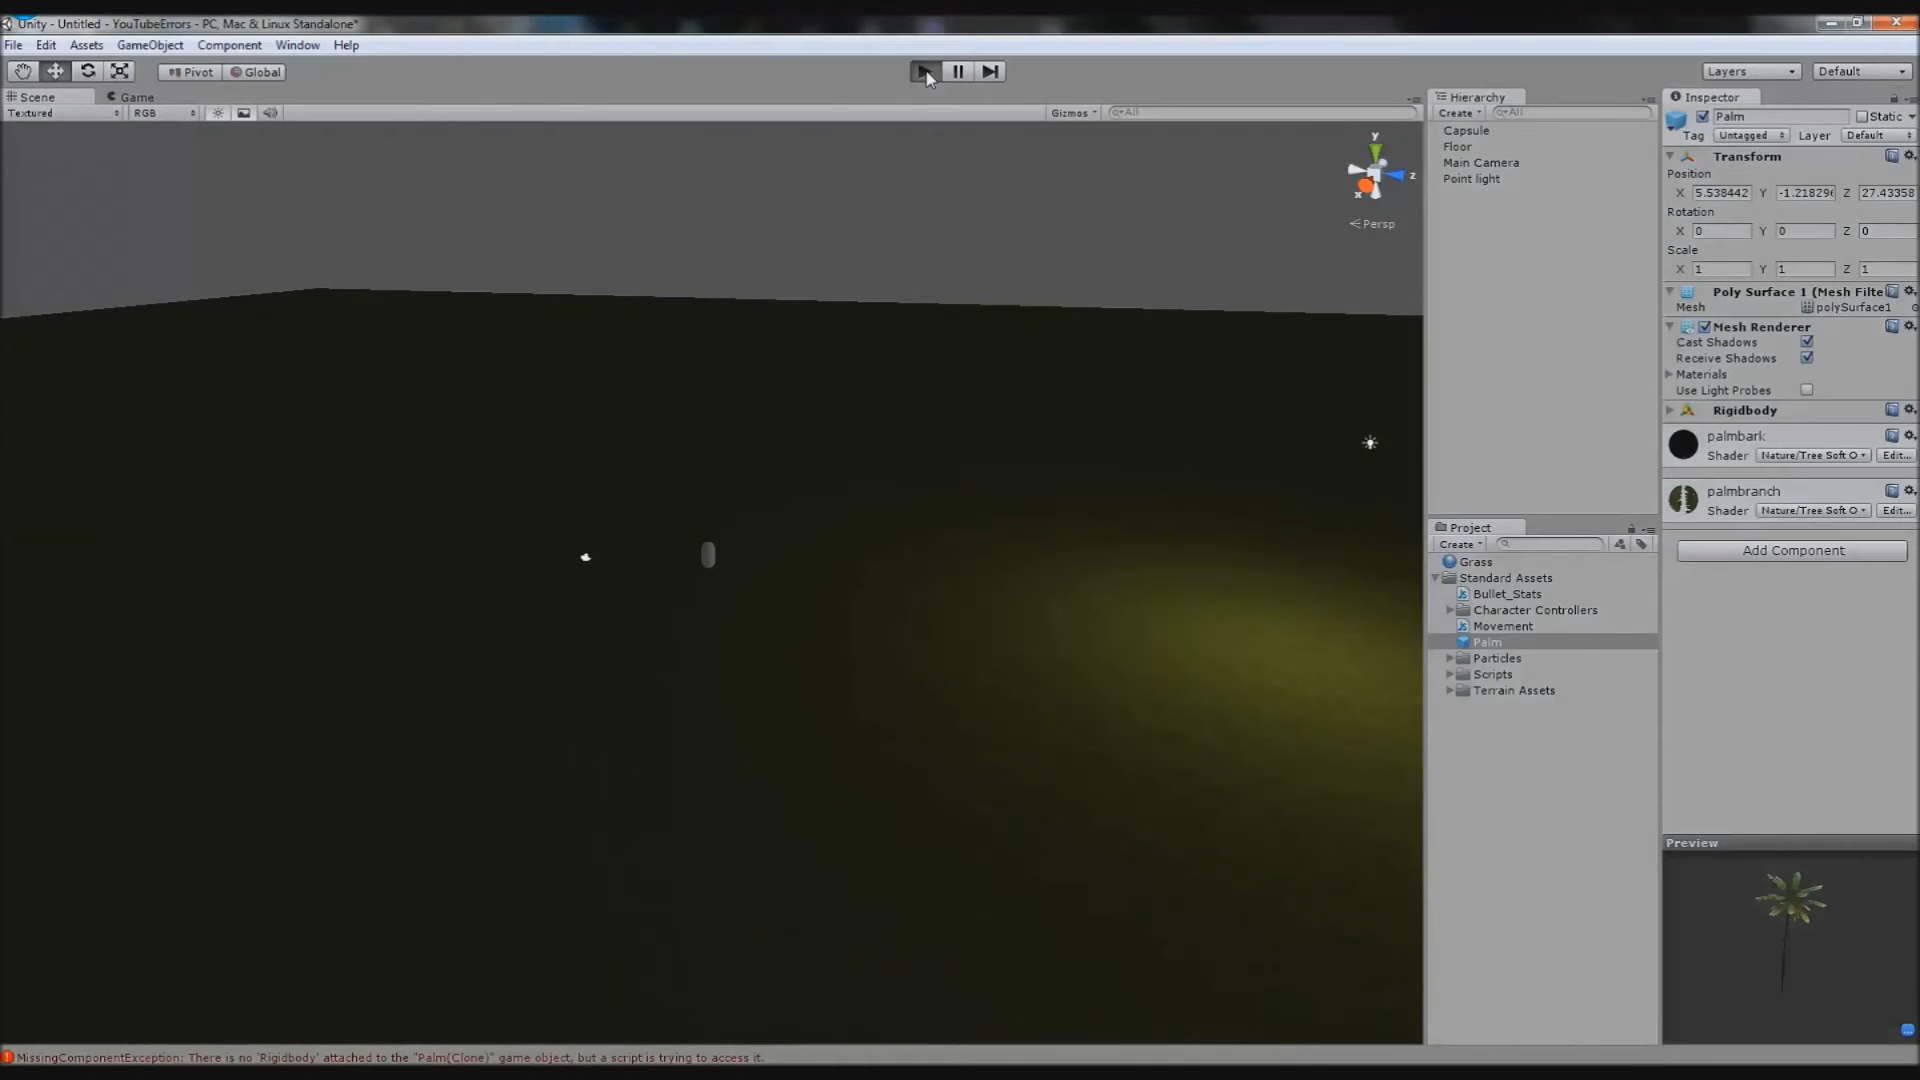 Unity - Untitled - YouTubeErrors - PC, Mac & Linux Standalone*
File Edit Assets GameObject Component Window Help
Pivot Global
Layers Default
Scene Game
Textured RGB
Gizmos All
y
z
x
Persp
Hierarchy
Create All
Capsule
Floor
Main Camera
Point light
Project
Create
Grass
Standard Assets
Bullet_Stats
Character Controllers
Movement
Palm
Particles
Scripts
Terrain Assets
Inspector
Palm Static
Tag Untagged Layer Default
Transform
Position
X 5.538442 Y -1.21829 Z 27.43358
Rotation
X 0 Y 0 Z 0
Scale
X 1 Y 1 Z 1
Poly Surface 1 (Mesh Filte
Mesh polySurface1
Mesh Renderer
Cast Shadows
Receive Shadows
Materials
Use Light Probes
Rigidbody
palmbark
Shader Nature/Tree Soft O Edit...
palmbranch
Shader Nature/Tree Soft O Edit...
Add Component
Preview
MissingComponentException: There is no 'Rigidbody' attached to the "Palm(Clone)" game object, but a script is trying to access it.